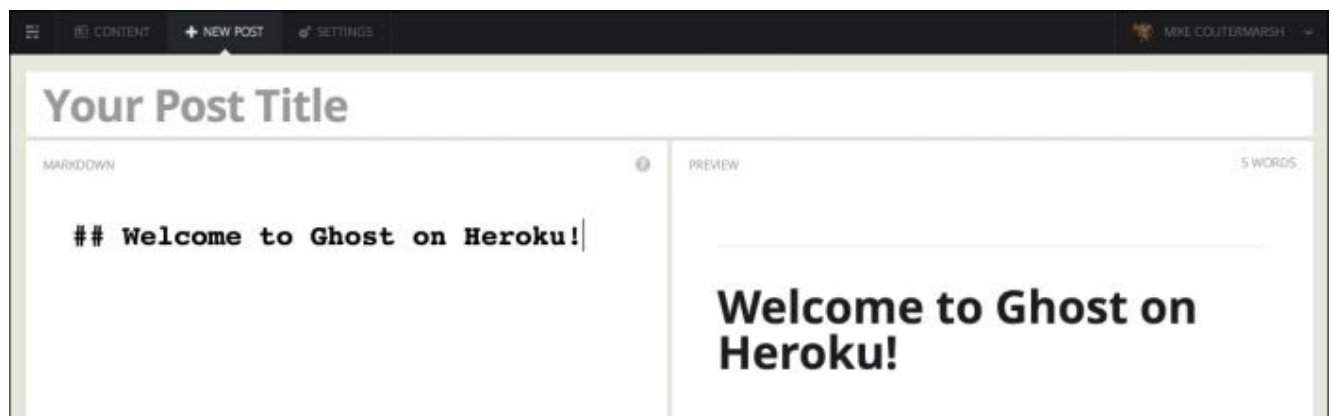 CONTENT
NEW POST
SETTINGS
MIKE COUTERMARSH
Your Post Title
MARKDOWN
## Welcome to Ghost on Heroku!
PREVIEW
5 WORDS
Welcome to Ghost on
Heroku!